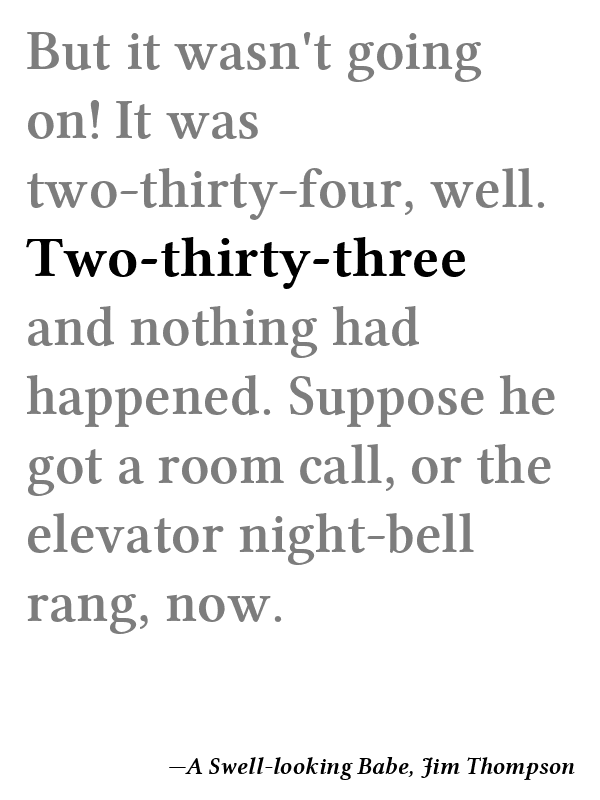 But it wasn't going
on! It was
two-thirty-four, well.
Two-thirty-three
and nothing had
happened. Suppose he
got a room call, or the
elevator night-bell
rang, now.
—A Swell-looking Babe, Jim Thompson